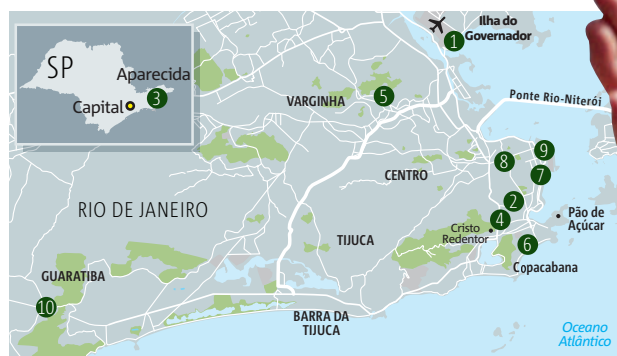 SP
Aparecida
Capital
3
Ilha do
Governador
1
VARGINHA
5
Ponte Rio-Niterói
CENTRO
8
9
7
2
4
Cristo
Redentor
Pão de
Açúcar
6
Copacabana
RIO DE JANEIRO
TIJUCA
GUARATIBA
10
BARRA DA
TIJUCA
Oceano
Atlântico